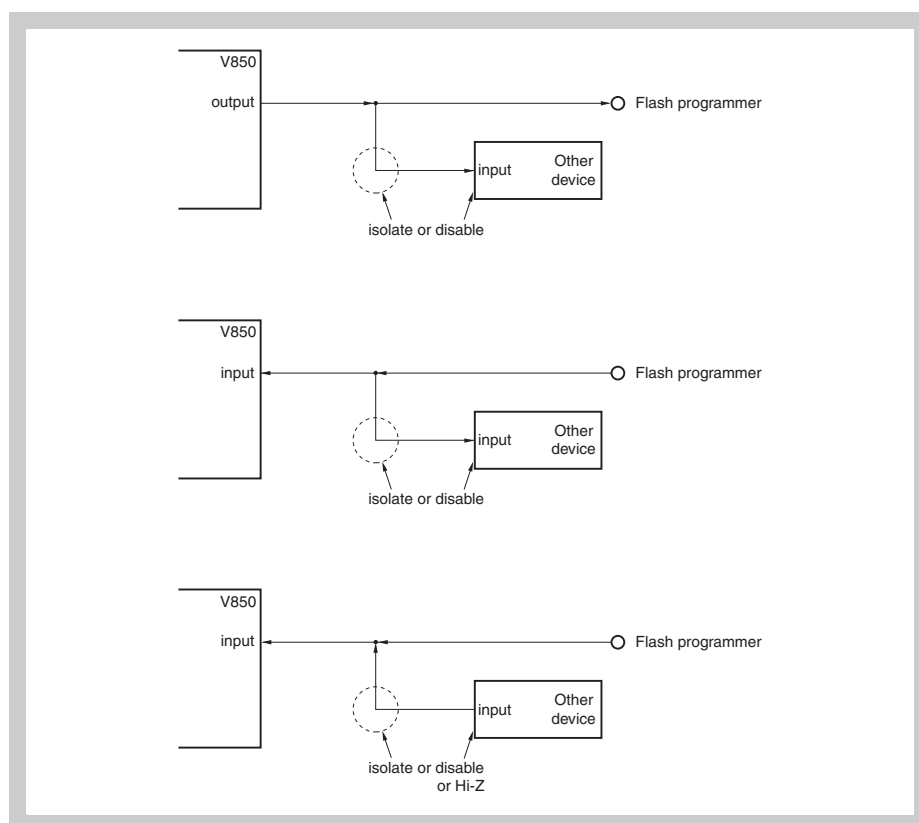 V850
output
Flash programmer
input
Other
device
isolate or disable
V850
input
Flash programmer
input
Other
device
isolate or disable
V850
input
Flash programmer
input
Other
device
isolate or disable
or Hi-Z